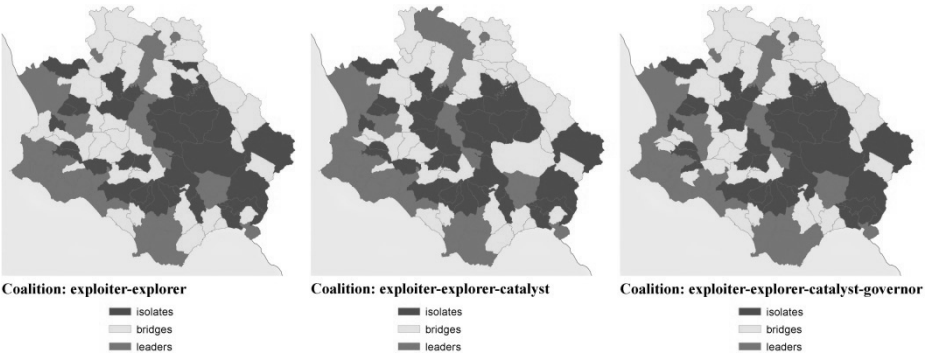 Coalition: exploiter-explorer
isolates
bridges
leaders
Coalition: exploiter-explorer-catalyst
isolates
bridges
leaders
Coalition: exploiter-explorer-catalyst-governor
isolates
bridges
leaders